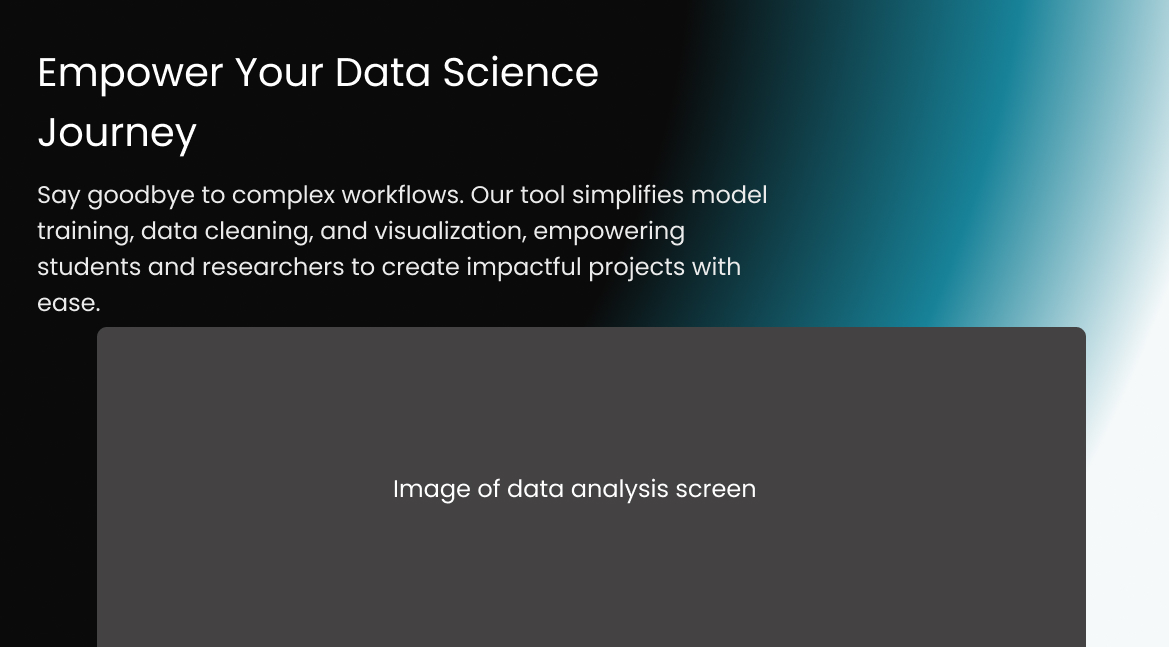 Empower Your Data Science
Journey
Say goodbye to complex workflows. Our tool simplifies model
training, data cleaning, and visualization, empowering
students and researchers to create impactful projects with
ease.
Image of data analysis screen